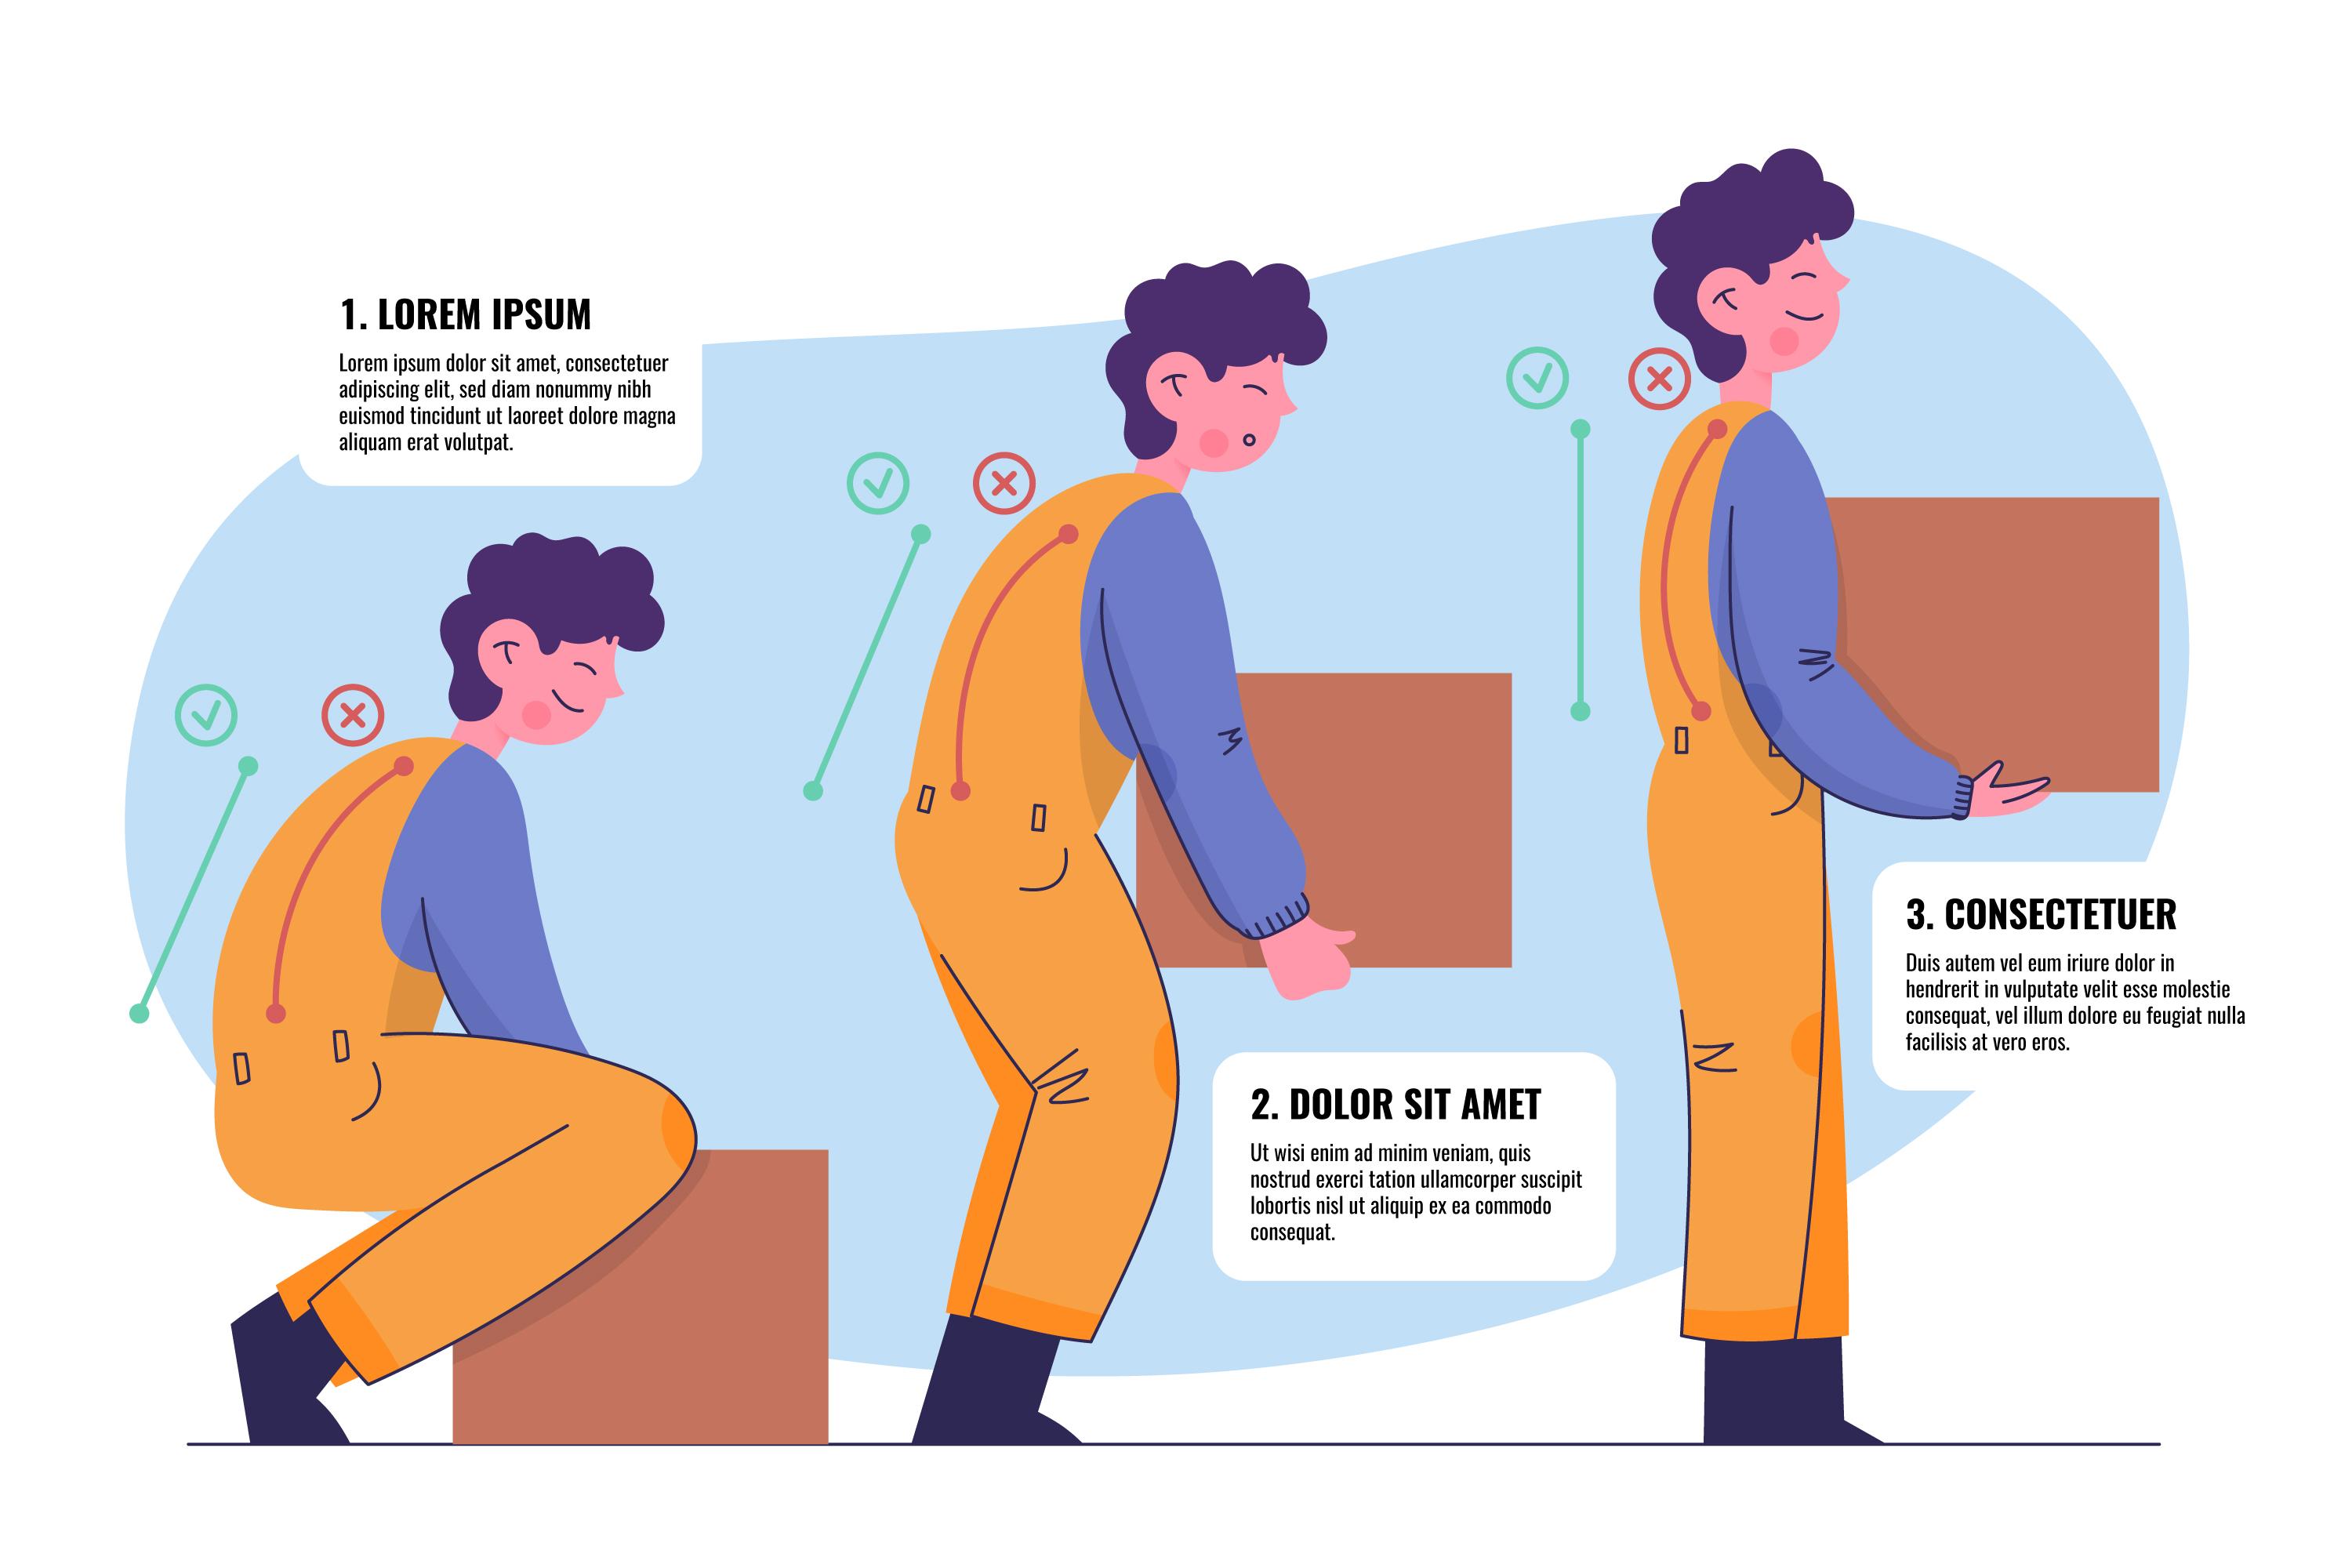 1. LOREM IPSUM
Lorem ipsum dolor sit amet, consectetuer
adipiscing elit, sed diam nonummy nibh
euismod tincidunt ut laoreet dolore magna
aliquam erat volutpat.
2. DOLOR SIT AMET
Ut wisi enim ad minim veniam, quis
nostrud exerci tation ullamcorper suscipit
lobortis nisl ut aliquip ex ea commodo
consequat.
3. CONSECTETUER
Duis autem vel eum iriure dolor in
hendrerit in vulputate velit esse molestie
consequat, vel illum dolore eu feugiat nulla
facilisis at vero eros.